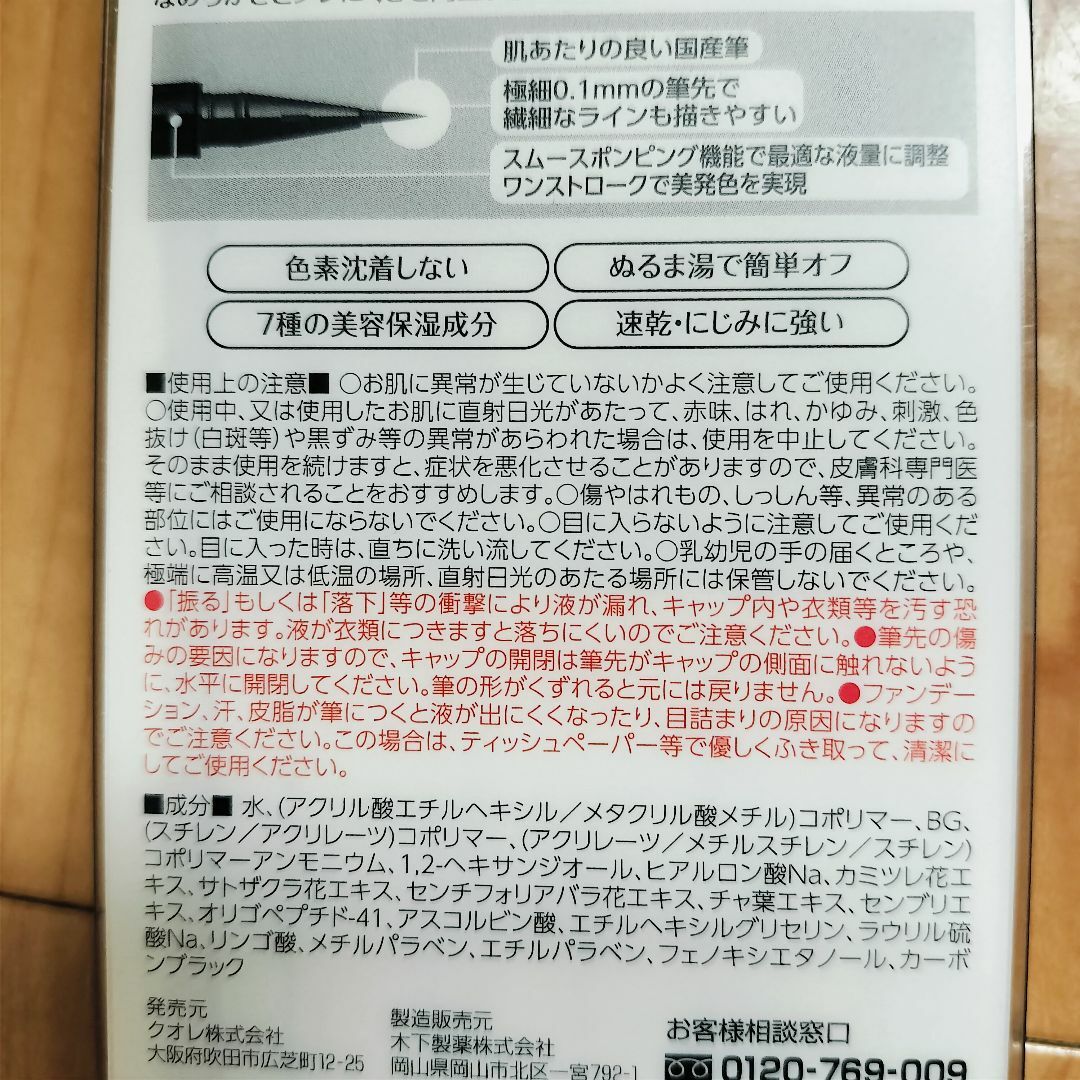 肌あたりの良い国産筆
極細0.1mmの筆先で
繊細なラインも描きやすい
スムースポンピング機能で最適な液量に調整
ワンストロークで美発色を実現
色素沈着しない
ぬるま湯で簡単オフ
7種の美容保湿成分
速乾・にじみに強い
■使用上の注意■ ○お肌に異常が生じていないかよく注意してご使用ください。
○使用中、又は使用したお肌に直射日光があたって、赤味、はれ、かゆみ、刺激、色
抜け(白斑等)や黒ずみ等の異常があらわれた場合は、使用を中止してください。
そのまま使用を続けますと、症状を悪化させることがありますので、皮膚科専門医
等にご相談されることをおすすめします。○傷やはれもの、しっしん等、異常のある
部位にはご使用にならないでください。○目に入らないように注意してご使用くだ
さい。目に入った時は、直ちに洗い流してください。○乳幼児の手の届くところや、
極端に高温又は低温の場所、直射日光のあたる場所には保管しないでください。
●「振る」もしくは「落下」等の衝撃により液が漏れ、キャップ内や衣類等を汚す恐
れがあります。液が衣類につきますと落ちにくいのでご注意ください。●筆先の傷
みの要因になりますので、キャップの開閉は筆先がキャップの側面に触れないよう
に、水平に開閉してください。筆の形がくずれると元には戻りません。●ファンデー
ション、汗、皮脂が筆につくと液が出にくくなったり、目詰まりの原因になりますの
でご注意ください。この場合は、ティッシュペーパー等で優しくふき取って、清潔に
してご使用ください。
■成分■ 水、(アクリル酸エチルヘキシル/メタクリル酸メチル)コポリマー、BG、
(スチレン/アクリレーツ)コポリマー、(アクリレーツ/メチルスチレン/スチレン)
コポリマーアンモニウム、1,2-ヘキサンジオール、ヒアルロン酸Na、カミツレ花エ
キス、サトザクラ花エキス、センチフォリアバラ花エキス、チャ葉エキス、センブリエ
キス、オリゴペプチド-41、アスコルビン酸、エチルヘキシルグリセリン、ラウリル硫
酸Na、リンゴ酸、メチルパラベン、エチルパラベン、フェノキシエタノール、カーボ
ンブラック
発売元
クオレ株式会社
大阪府吹田市広芝町12-25
製造販売元
木下製薬株式会社
岡山県岡山市北区一宮792-1
お客様相談窓口
0120-769-009